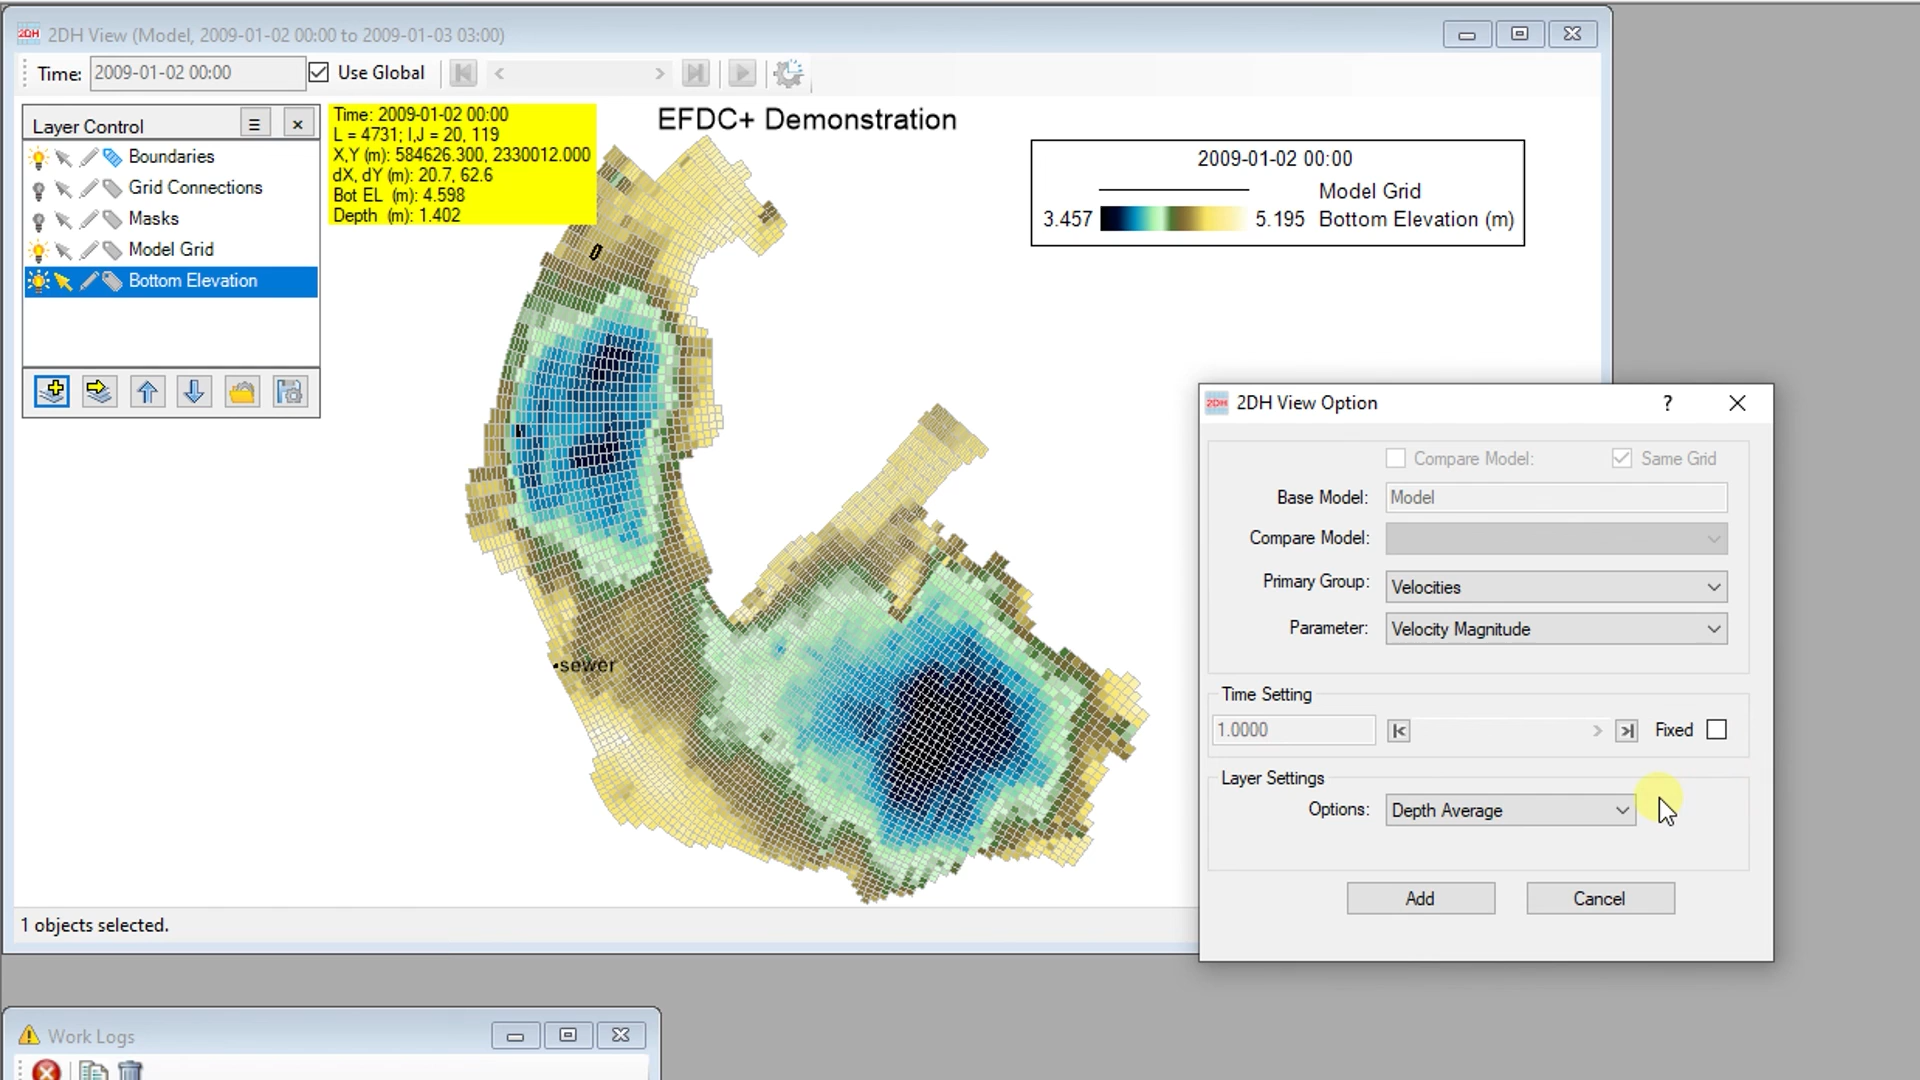 2DH View (Model, 2009-01-02 00:00 to 2009-01-03 03:00)
Time: 2009-01-02 00:00 Use Global
Layer Control
Boundaries
Grid Connections
Masks
Model Grid
Bottom Elevation
Time: 2009-01-02 00:00
L = 4731; I,J = 20, 119
X,Y (m): 584626.300, 2330012.000
dX, dY (m): 20.7, 62.6
Bot EL (m): 4.598
Depth (m): 1.402
EFDC+ Demonstration
2009-01-02 00:00
Model Grid
3.457 5.195 Bottom Elevation (m)
sewer
1 objects selected.
2DH View Option ?
Compare Model: Same Grid
Base Model: Model
Compare Model:
Primary Group: Velocities
Parameter: Velocity Magnitude
Time Setting
1.0000 Fixed
Layer Settings
Options: Depth Average
Add Cancel
Work Logs